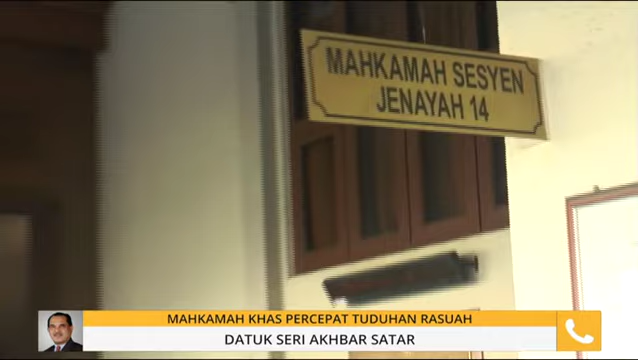 MAHKAMAH SESYEN
JENAYAH 14
MAHKAMAH KHAS PERCEPAT TUDUHAN RASUAH
DATUK SERI AKHBAR SATAR